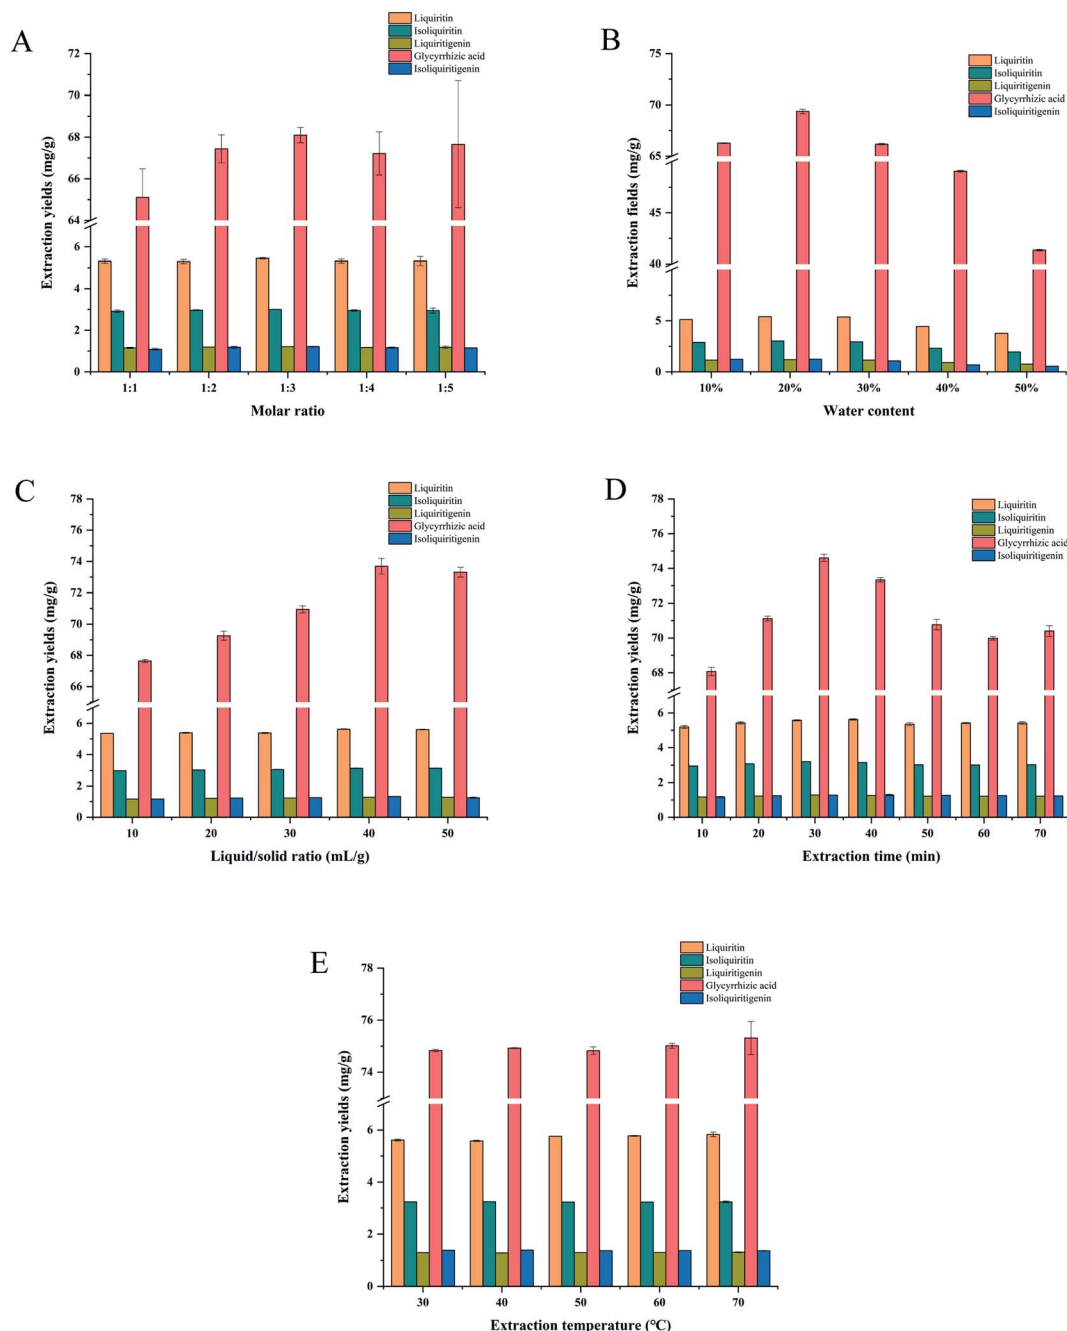 A
Liquiritin
Isoliquiritin
Liquiritigenin
Glycyrrhizic acid
Isoliquiritigenin
72
70
68
66
64
6
4
2
0
Extraction yields (mg/g)
1:1 1:2 1:3 1:4 1:5
Molar ratio
B
Liquiritin
Isoliquiritin
Liquiritigenin
Glycyrrhizic acid
Isoliquiritigenin
75
70
65
45
40
5
0
Extraction fields (mg/g)
10% 20% 30% 40% 50%
Water content
C
Liquiritin
Isoliquiritin
Liquiritigenin
Glycyrrhizic acid
Isoliquiritigenin
78
76
74
72
70
68
66
6
4
2
0
Extraction yields (mg/g)
10 20 30 40 50
Liquid/solid ratio (mL/g)
D
Liquiritin
Isoliquiritin
Liquiritigenin
Glycyrrhizic acid
Isoliquiritigenin
78
76
74
72
70
68
6
4
2
0
Extraction yields (mg/g)
10 20 30 40 50 60 70
Extraction time (min)
E
Liquiritin
Isoliquiritin
Liquiritigenin
Glycyrrhizic acid
Isoliquiritigenin
78
76
74
6
4
2
0
Extraction yields (mg/g)
30 40 50 60 70
Extraction temperature (°C)